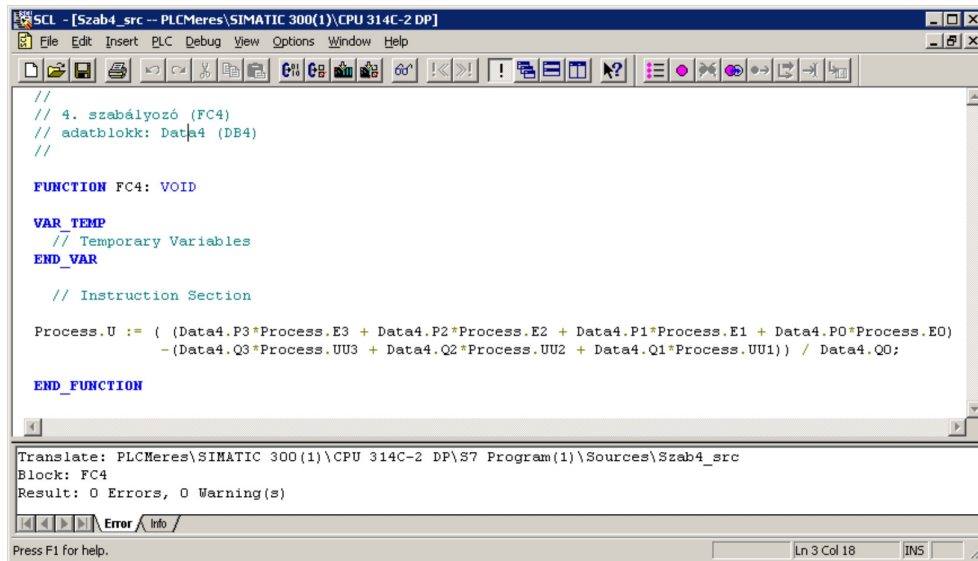 SCL - [Szab4_src -- PLCMeres\SIMATIC 300(1)\CPU 314C-2 DP]
File Edit Insert PLC Debug View Options Window Help
//
// 4. szabályozó (FC4)
// adatblokk: Data4 (DB4)
//
FUNCTION FC4: VOID
VAR_TEMP
// Temporary Variables
END_VAR
// Instruction Section
Process.U := ( (Data4.P3*Process.E3 + Data4.P2*Process.E2 + Data4.P1*Process.E1 + Data4.P0*Process.E0)
-(Data4.Q3*Process.UU3 + Data4.Q2*Process.UU2 + Data4.Q1*Process.UU1)) / Data4.Q0;
END_FUNCTION
Translate: PLCMeres\SIMATIC 300(1)\CPU 314C-2 DP\S7 Program(1)\Sources\Szab4_src
Block: FC4
Result: 0 Errors, 0 Warning(s)
Error Info
Press F1 for help. Ln 3 Col 18 INS